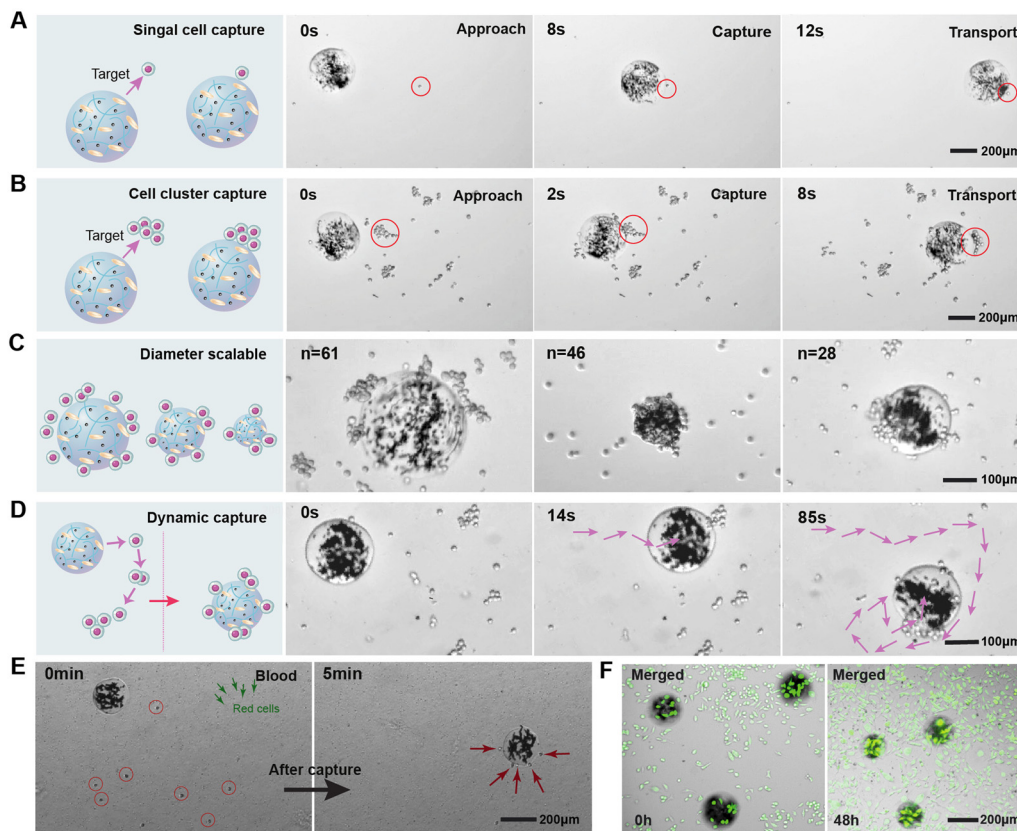 A
Singal cell capture
Target
0s
Approach
8s
Capture
12s
Transport
200μm
B
Cell cluster capture
Target
0s
Approach
2s
Capture
8s
Transport
200μm
C
Diameter scalable
n=61
n=46
n=28
100μm
D
Dynamic capture
0s
14s
85s
100μm
E
0min
Blood
Red cells
After capture
5min
200μm
F
Merged
0h
Merged
48h
200μm